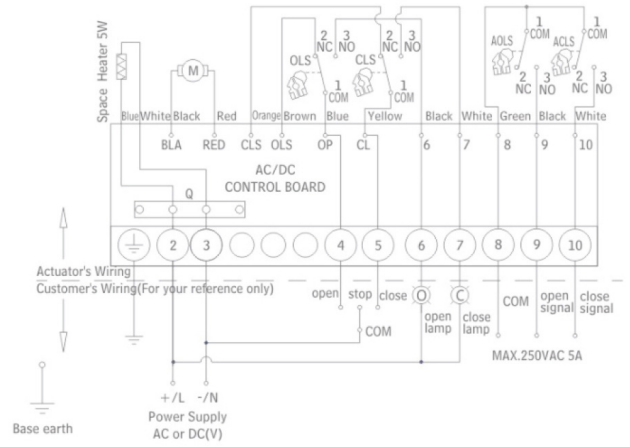 Space Heater 5W
M
OLS
2
NC
3
NO
1
COM
CLS
2
NC
3
NO
1
COM
AOLS
1
COM
2
NC
3
NO
ACLS
1
COM
2
NC
3
NO
Blue White Black Red Orange Brown Blue Yellow Black White Green Black White
BLA RED CLS OLS OP CL 6 7 8 9 10
AC/DC
CONTROL BOARD
Q
2 3 4 5 6 7 8 9 10
Actuator's Wiring
Customer's Wiring(For your reference only)
open stop close O C
COM
open
lamp
close
lamp
COM
open
signal
close
signal
MAX.250VAC 5A
+/L -/N
Power Supply
AC or DC(V)
Base earth